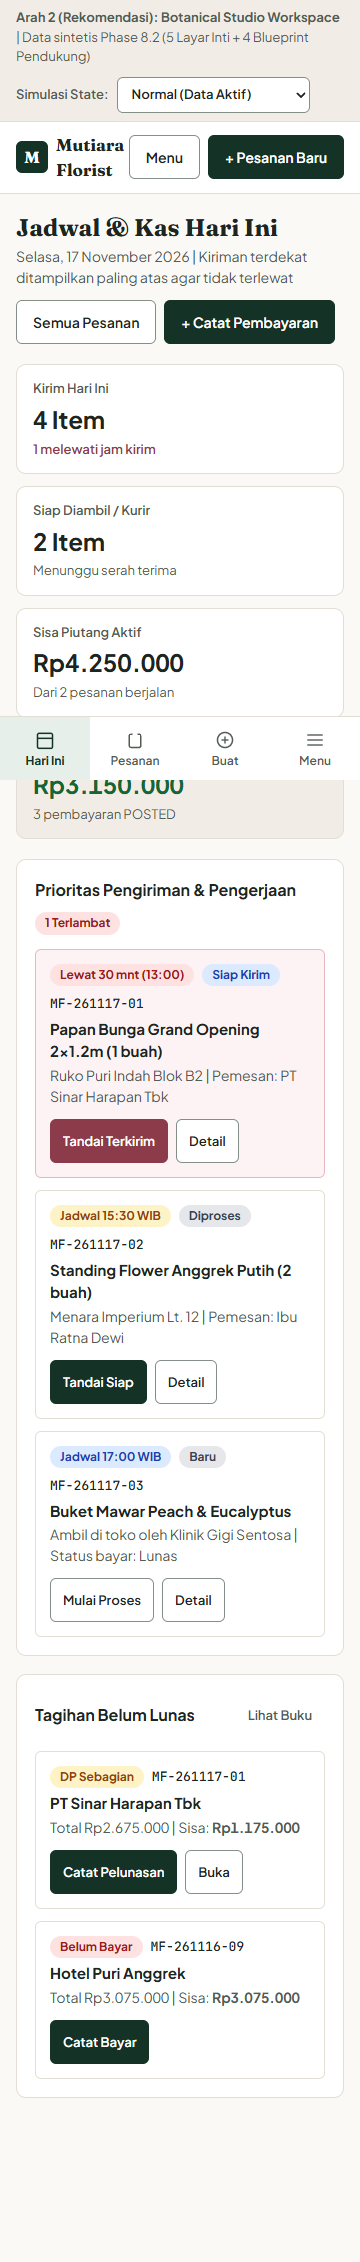 Arah 2 (Rekomendasi): Botanical Studio Workspace
| Data sintetis Phase 8.2 (5 Layar Inti + 4 Blueprint
Pendukung)
Simulasi State: Normal (Data Aktif)
M Mutiara Florist
Menu
+ Pesanan Baru
Jadwal & Kas Hari Ini
Selasa, 17 November 2026 | Kiriman terdekat
ditampilkan paling atas agar tidak terlewat
Semua Pesanan
+ Catat Pembayaran
Kirim Hari Ini
4 Item
1 melewati jam kirim
Siap Diambil / Kurir
2 Item
Menunggu serah terima
Sisa Piutang Aktif
Rp4.250.000
Dari 2 pesanan berjalan
Hari Ini
Pesanan
Buat
Menu
Rp3.150.000
3 pembayaran POSTED
Prioritas Pengiriman & Pengerjaan
1 Terlambat
Lewat 30 mnt (13:00)
Siap Kirim
MF-261117-01
Papan Bunga Grand Opening
2×1.2m (1 buah)
Ruko Puri Indah Blok B2 | Pemesan: PT
Sinar Harapan Tbk
Tandai Terkirim
Detail
Jadwal 15:30 WIB
Diproses
MF-261117-02
Standing Flower Anggrek Putih (2
buah)
Menara Imperium Lt. 12 | Pemesan: Ibu
Ratna Dewi
Tandai Siap
Detail
Jadwal 17:00 WIB
Baru
MF-261117-03
Buket Mawar Peach & Eucalyptus
Ambil di toko oleh Klinik Gigi Sentosa |
Status bayar: Lunas
Mulai Proses
Detail
Tagihan Belum Lunas
Lihat Buku
DP Sebagian
MF-261117-01
PT Sinar Harapan Tbk
Total Rp2.675.000 | Sisa: Rp1.175.000
Catat Pelunasan
Buka
Belum Bayar
MF-261116-09
Hotel Puri Anggrek
Total Rp3.075.000 | Sisa: Rp3.075.000
Catat Bayar